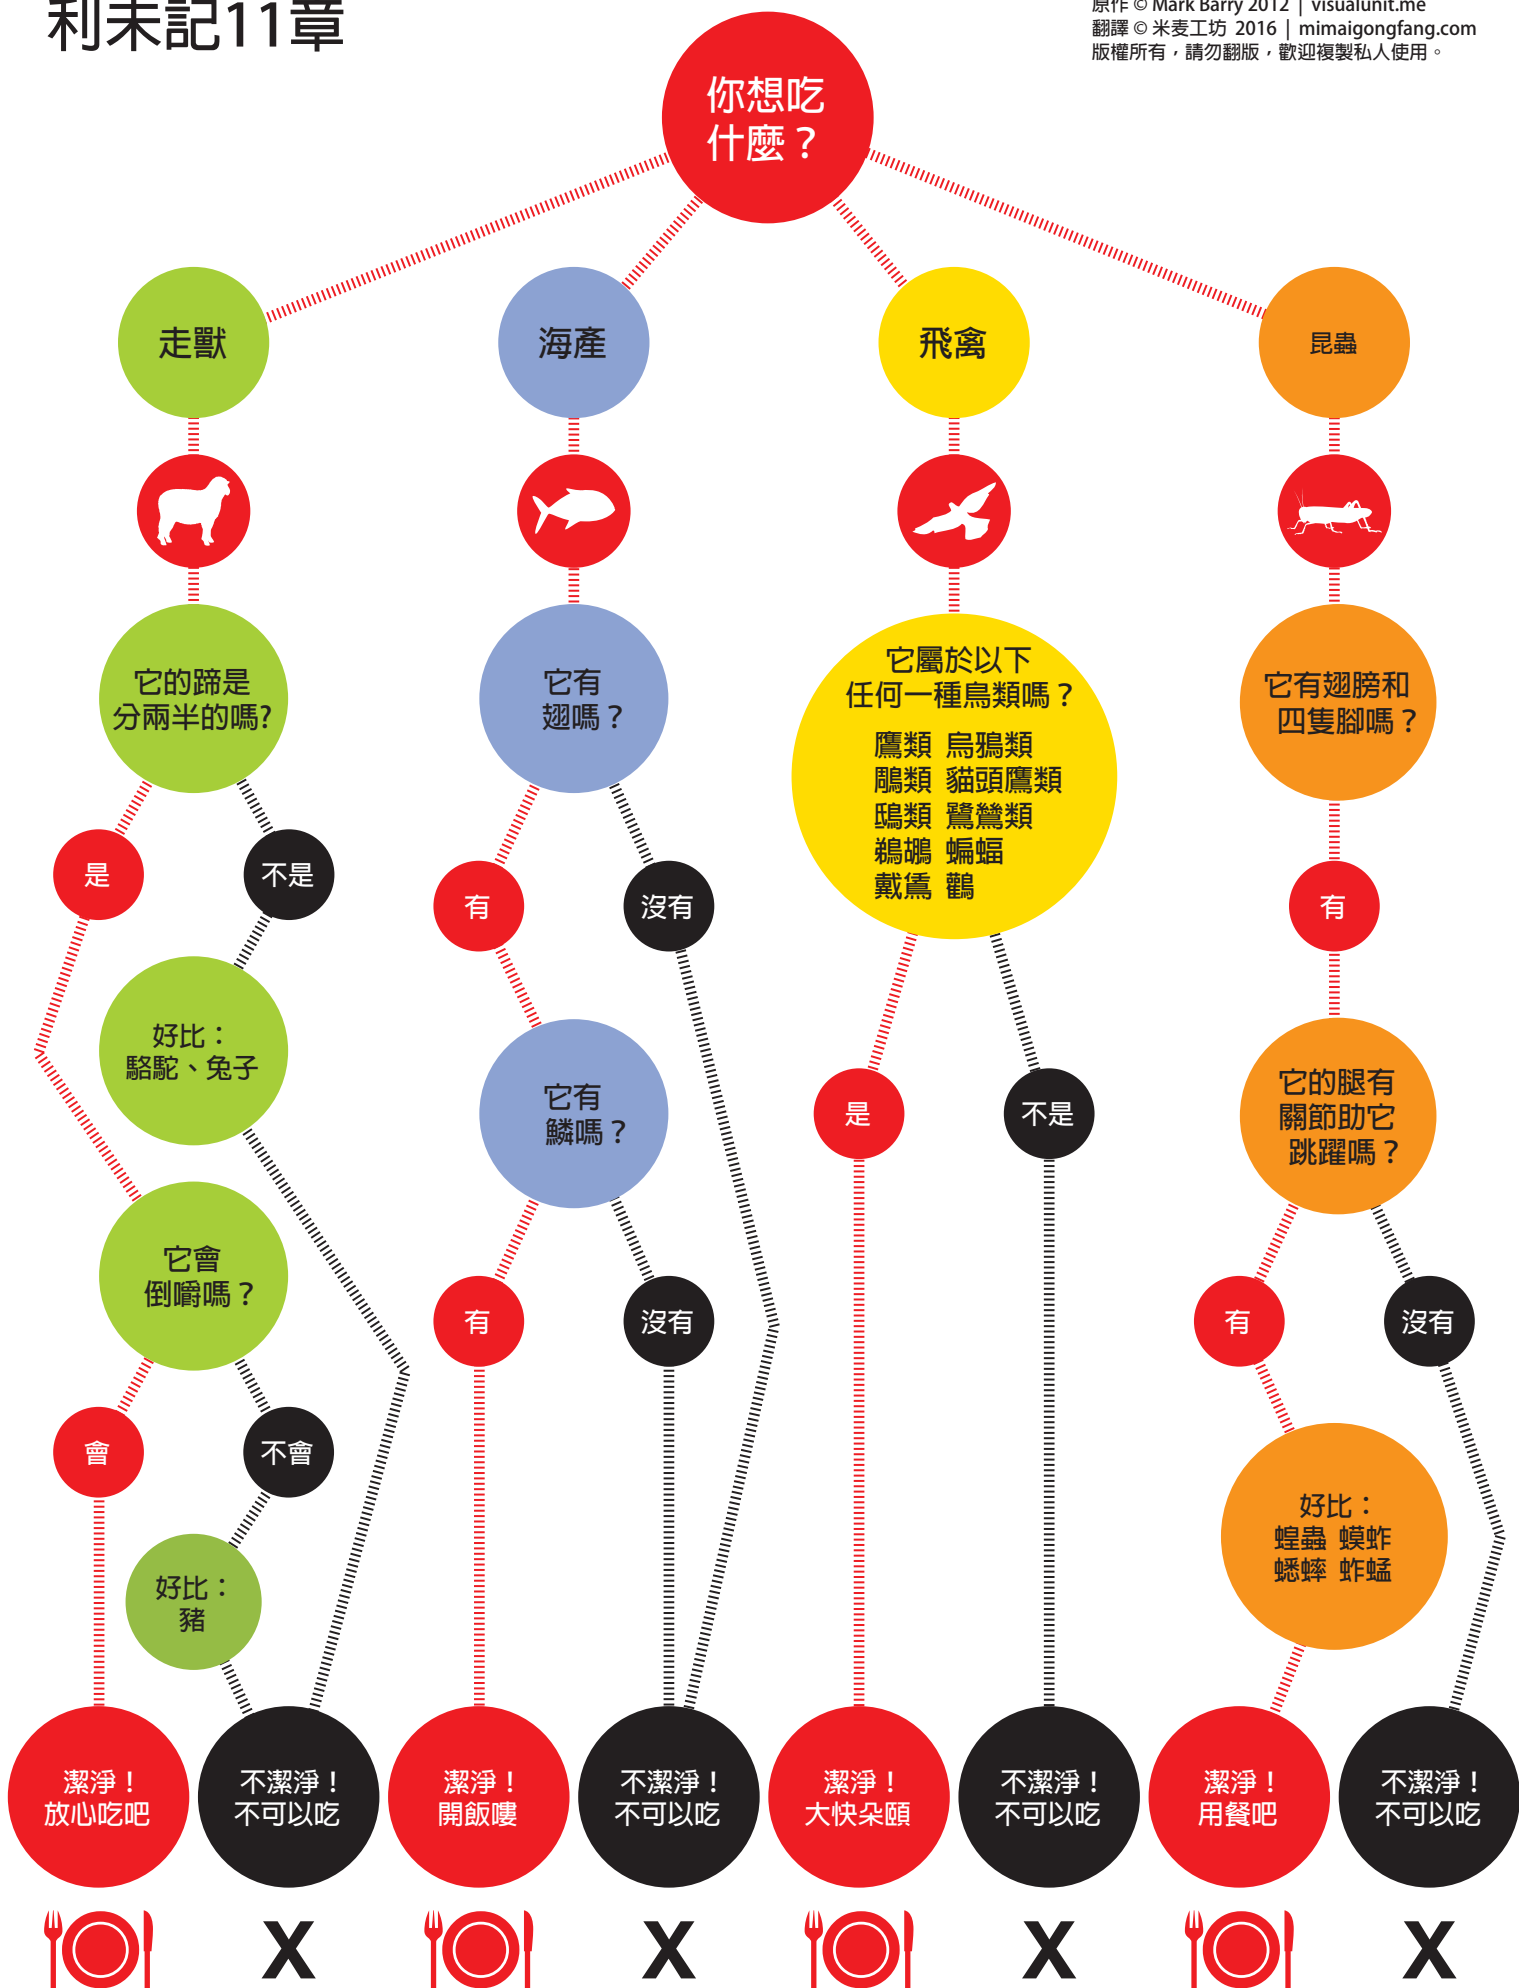 利未記11章
原作 © Mark Barry 2012 | visualunit.me
翻譯 © 米麦工坊 2016 | mimaigongfang.com
版權所有，請勿翻版，歡迎複製私人使用。
你想吃
什麼？
走獸
海產
飛禽
昆蟲
它的蹄是
分兩半的嗎?
它有
翅嗎？
它屬於以下
任何一種鳥類嗎？
鷹類 烏鴉類
鵰類 貓頭鷹類
鴟類 鷺鷥類
鵜鶘 蝙蝠
戴鵀 鸛
它有翅膀和
四隻腳嗎？
是
不是
有
沒有
有
好比：
駱駝、兔子
它有
鱗嗎？
是
不是
它的腿有
關節助它
跳躍嗎？
它會
倒嚼嗎？
有
沒有
有
沒有
會
不會
好比：
蝗蟲 蟆蚱
蟋蟀 蚱蜢
好比：
豬
潔淨！
放心吃吧
不潔淨！
不可以吃
潔淨！
開飯嘍
不潔淨！
不可以吃
潔淨！
大快朵頤
不潔淨！
不可以吃
潔淨！
用餐吧
不潔淨！
不可以吃
X
X
X
X